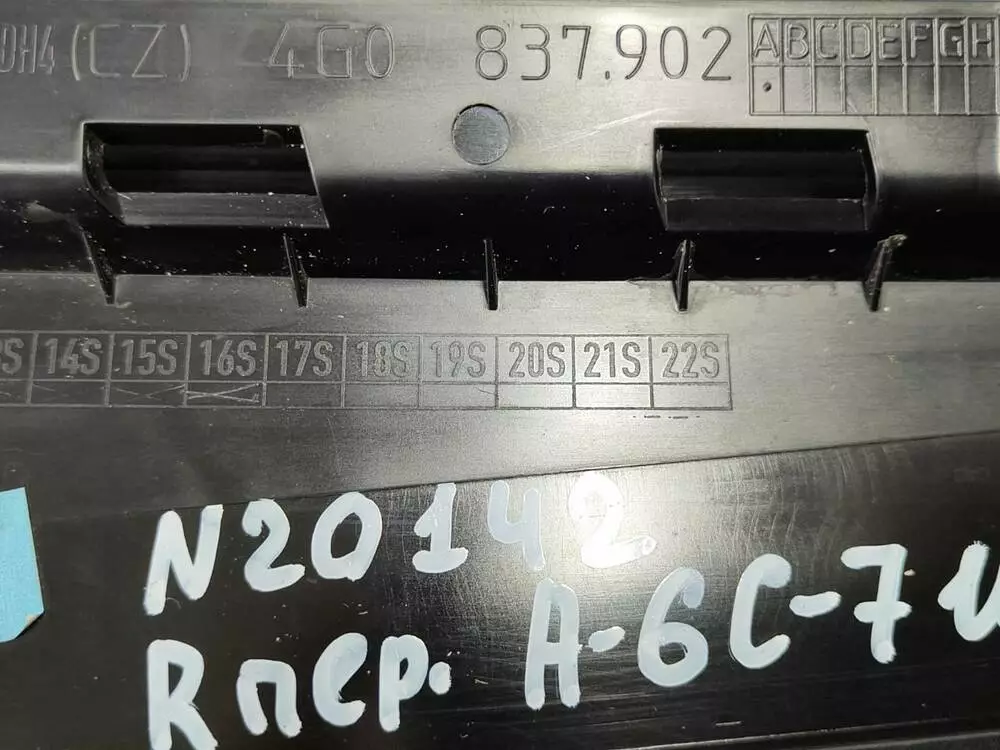 (CZ) 4G0 837.902 ABCDEFGH
14S 15S 16S 17S 18S 19S 20S 21S 22S
N20142
Rпер. A-6C-7